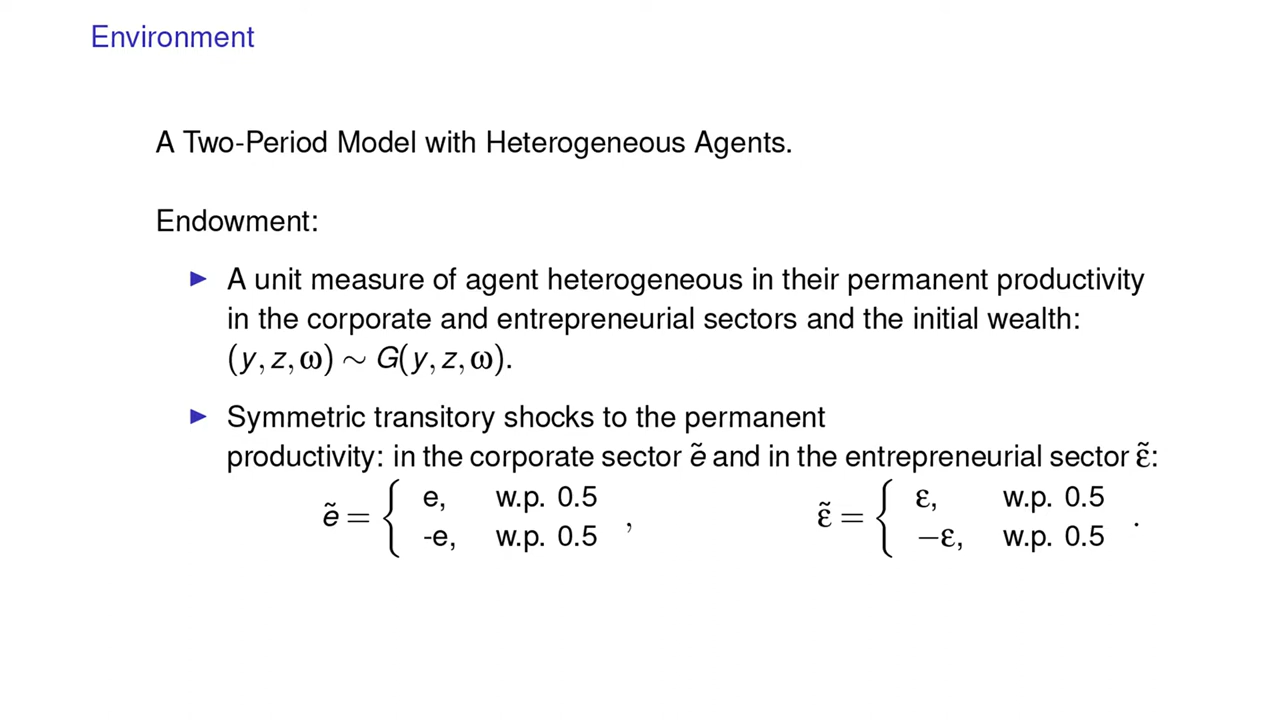 Environment
A Two-Period Model with Heterogeneous Agents.
Endowment:
▶ A unit measure of agent heterogeneous in their permanent productivity
in the corporate and entrepreneurial sectors and the initial wealth:
(y, z, ω) ∼ G(y, z, ω).
▶ Symmetric transitory shocks to the permanent
productivity: in the corporate sector ẽ and in the entrepreneurial sector ε̃:
ẽ = { e, w.p. 0.5 , ε̃ = { ε, w.p. 0.5 .
-e, w.p. 0.5 −ε, w.p. 0.5